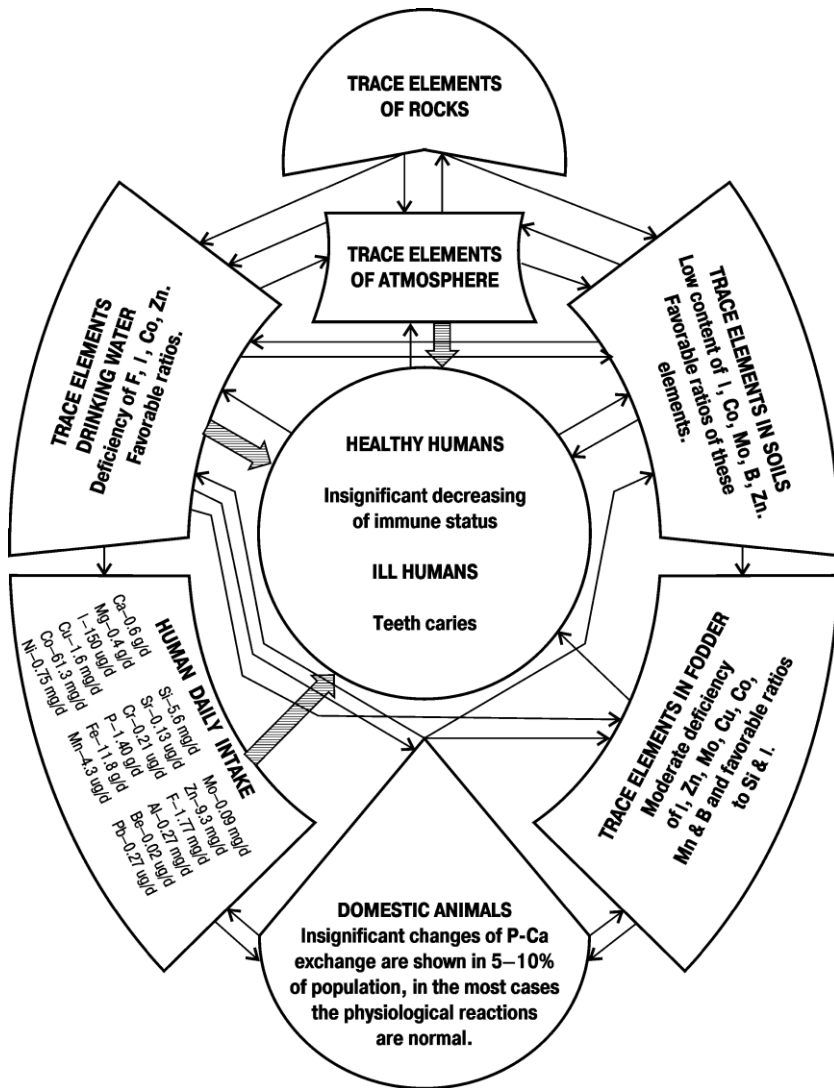 TRACE ELEMENTS
OF ROCKS
TRACE ELEMENTS
OF ATMOSPHERE
TRACE ELEMENTS
DRINKING WATER
Deficiency of F, I, Co, Zn.
Favorable ratios.
TRACE ELEMENTS IN SOILS
Low content of I, Co, Mo, B, Zn.
Favorable ratios of these
elements.
HEALTHY HUMANS
Insignificant decreasing
of immune status
ILL HUMANS
Teeth caries
HUMAN DAILY INTAKE
Ca–0.6 g/d
Mg–0.4 g/d
I–150 ug/d
Cu–1.6 mg/d
Co–61.3 mg/d
Ni–0.75 mg/d
Si–5.6 mg/d
Sr–0.13 ug/d
Cr–0.21 ug/d
P–1.40 g/d
Fe–11.8 g/d
Mn–4.3 ug/d
Mo–0.09 mg/d
Zn–9.3 mg/d
F–1.77 mg/d
Al–0.27 mg/d
Be–0.02 ug/d
Pb–0.27 ug/d
TRACE ELEMENTS IN FODDER
Moderate deficiency
of I, Zn, Mo, Cu, Co,
Mn & B and favorable ratios
to Si & I.
DOMESTIC ANIMALS
Insignificant changes of P-Ca
exchange are shown in 5–10%
of population, in the most cases
the physiological reactions
are normal.